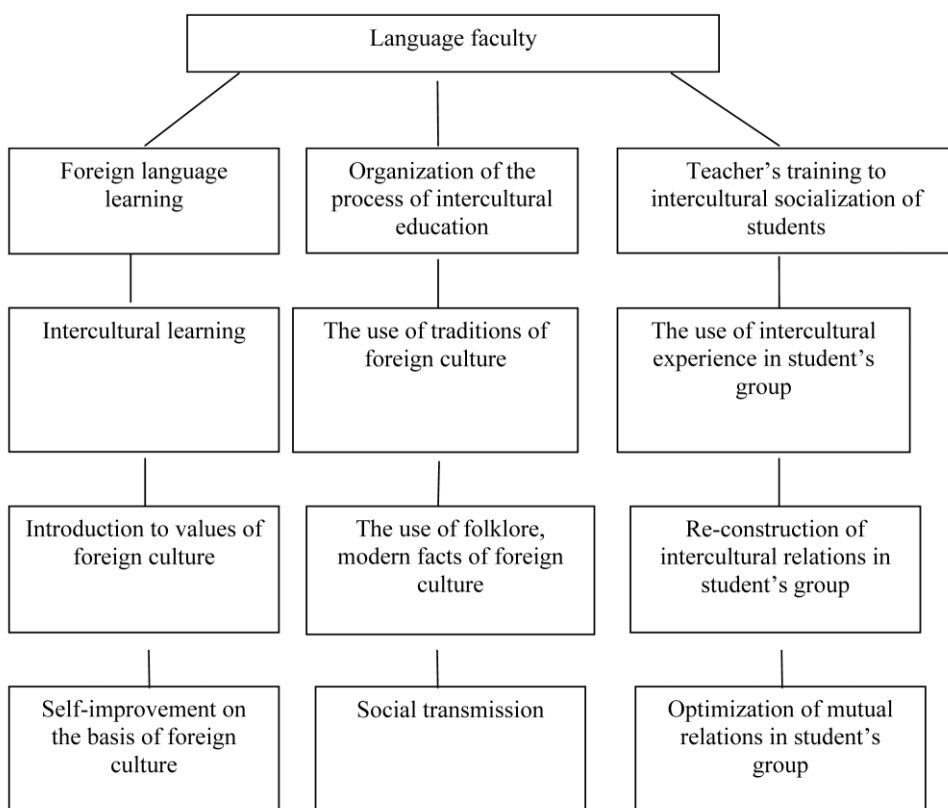 Language faculty
Foreign language
learning
Organization of the
process of intercultural
education
Teacher’s training to
intercultural socialization of
students
Intercultural learning
The use of traditions of
foreign culture
The use of intercultural
experience in student’s
group
Introduction to values of
foreign culture
The use of folklore,
modern facts of foreign
culture
Re-construction of
intercultural relations in
student’s group
Self-improvement on
the basis of foreign
culture
Social transmission
Optimization of mutual
relations in student’s
group